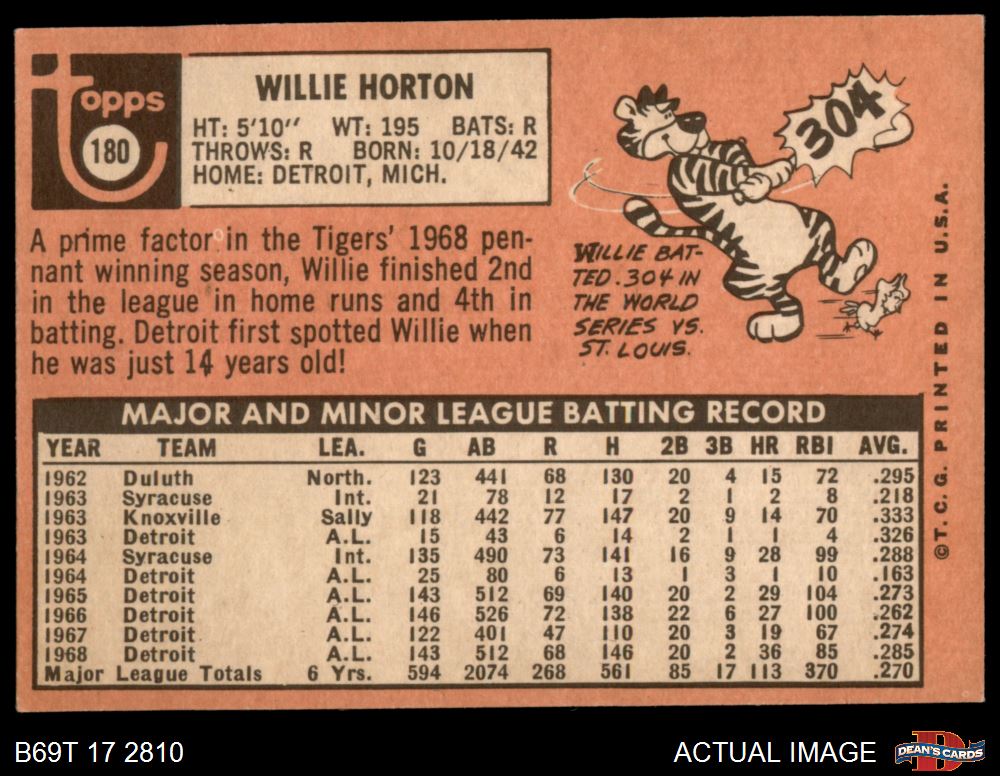 Topps
180
WILLIE HORTON
HT: 5'10" WT: 195 BATS: R
THROWS: R BORN: 10/18/42
HOME: DETROIT, MICH.
A prime factor in the Tigers' 1968 pen-
nant winning season, Willie finished 2nd
in the league in home runs and 4th in
batting. Detroit first spotted Willie when
he was just 14 years old!
304
WILLIE BAT-
TED .304 IN
THE WORLD
SERIES VS.
ST. LOUIS.
MAJOR AND MINOR LEAGUE BATTING RECORD
YEAR TEAM LEA. G AB R H 2B 3B HR RBI AVG.
1962 Duluth North. 123 441 68 130 20 4 15 72 .295
1963 Syracuse Int. 21 78 12 17 2 1 2 8 .218
1963 Knoxville Sally 118 442 77 147 20 9 14 70 .333
1963 Detroit A.L. 15 43 6 14 2 1 1 4 .326
1964 Syracuse Int. 135 490 73 141 16 9 28 99 .288
1964 Detroit A.L. 25 80 6 13 1 3 1 10 .163
1965 Detroit A.L. 143 512 69 140 20 2 29 104 .273
1966 Detroit A.L. 146 526 72 138 22 6 27 100 .262
1967 Detroit A.L. 122 401 47 110 20 3 19 67 .274
1968 Detroit A.L. 143 512 68 146 20 2 36 85 .285
Major League Totals 6 Yrs. 594 2074 268 561 85 17 113 370 .270
©T.C.G. PRINTED IN U.S.A.
B69T 17 2810
ACTUAL IMAGE
DEAN'S CARDS